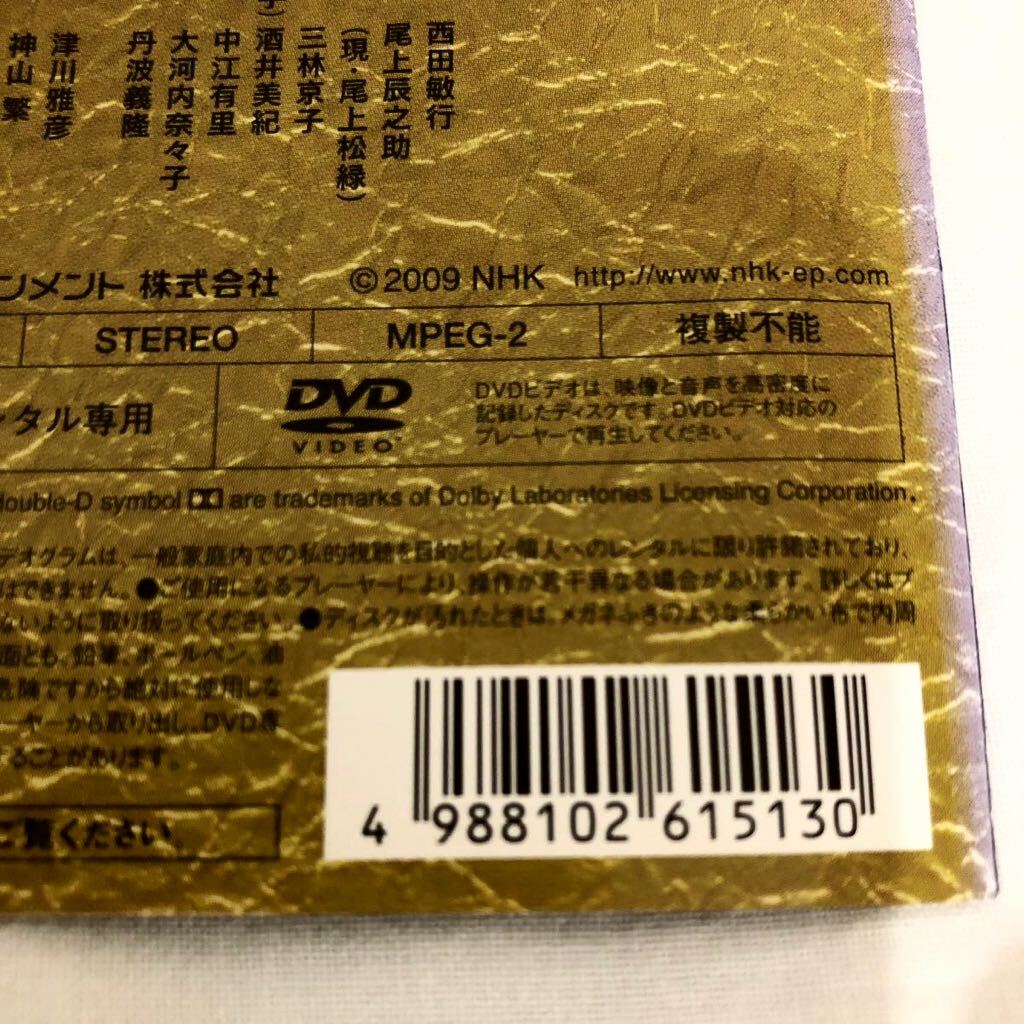 西田敏行
尾上辰之助
(現・尾上松緑)
三林京子
酒井美紀
中江有里
大河内奈々子
丹波義隆
津川雅彦
神山繁
ンメント 株式会社
©2009 NHK http://www.nhk-ep.com
STEREO
MPEG-2
複製不能
タル専用
DVD
VIDEO
DVDビデオは、映像と音声を高密度に
記録したディスクです。DVDビデオ対応の
プレーヤーで再生してください。
double-D symbol are trademarks of Dolby Laboratories Licensing Corporation.
デオグラムは、一般家庭内での私的視聴を目的とした個人へのレンタルに限り許諾されており、
はできません。●ご使用になるプレーヤーにより、操作が若干異なる場合があります。詳しくはプ
ないように取り扱ってください。●ディスクが汚れたときは、メガネふきのような柔らかい布で内周
面とも、鉛筆、ボールペン、油
危険ですから絶対に使用しな
ーヤーから取り出し、DVD専
することがあります。
ご覧ください。
4 988102 615130